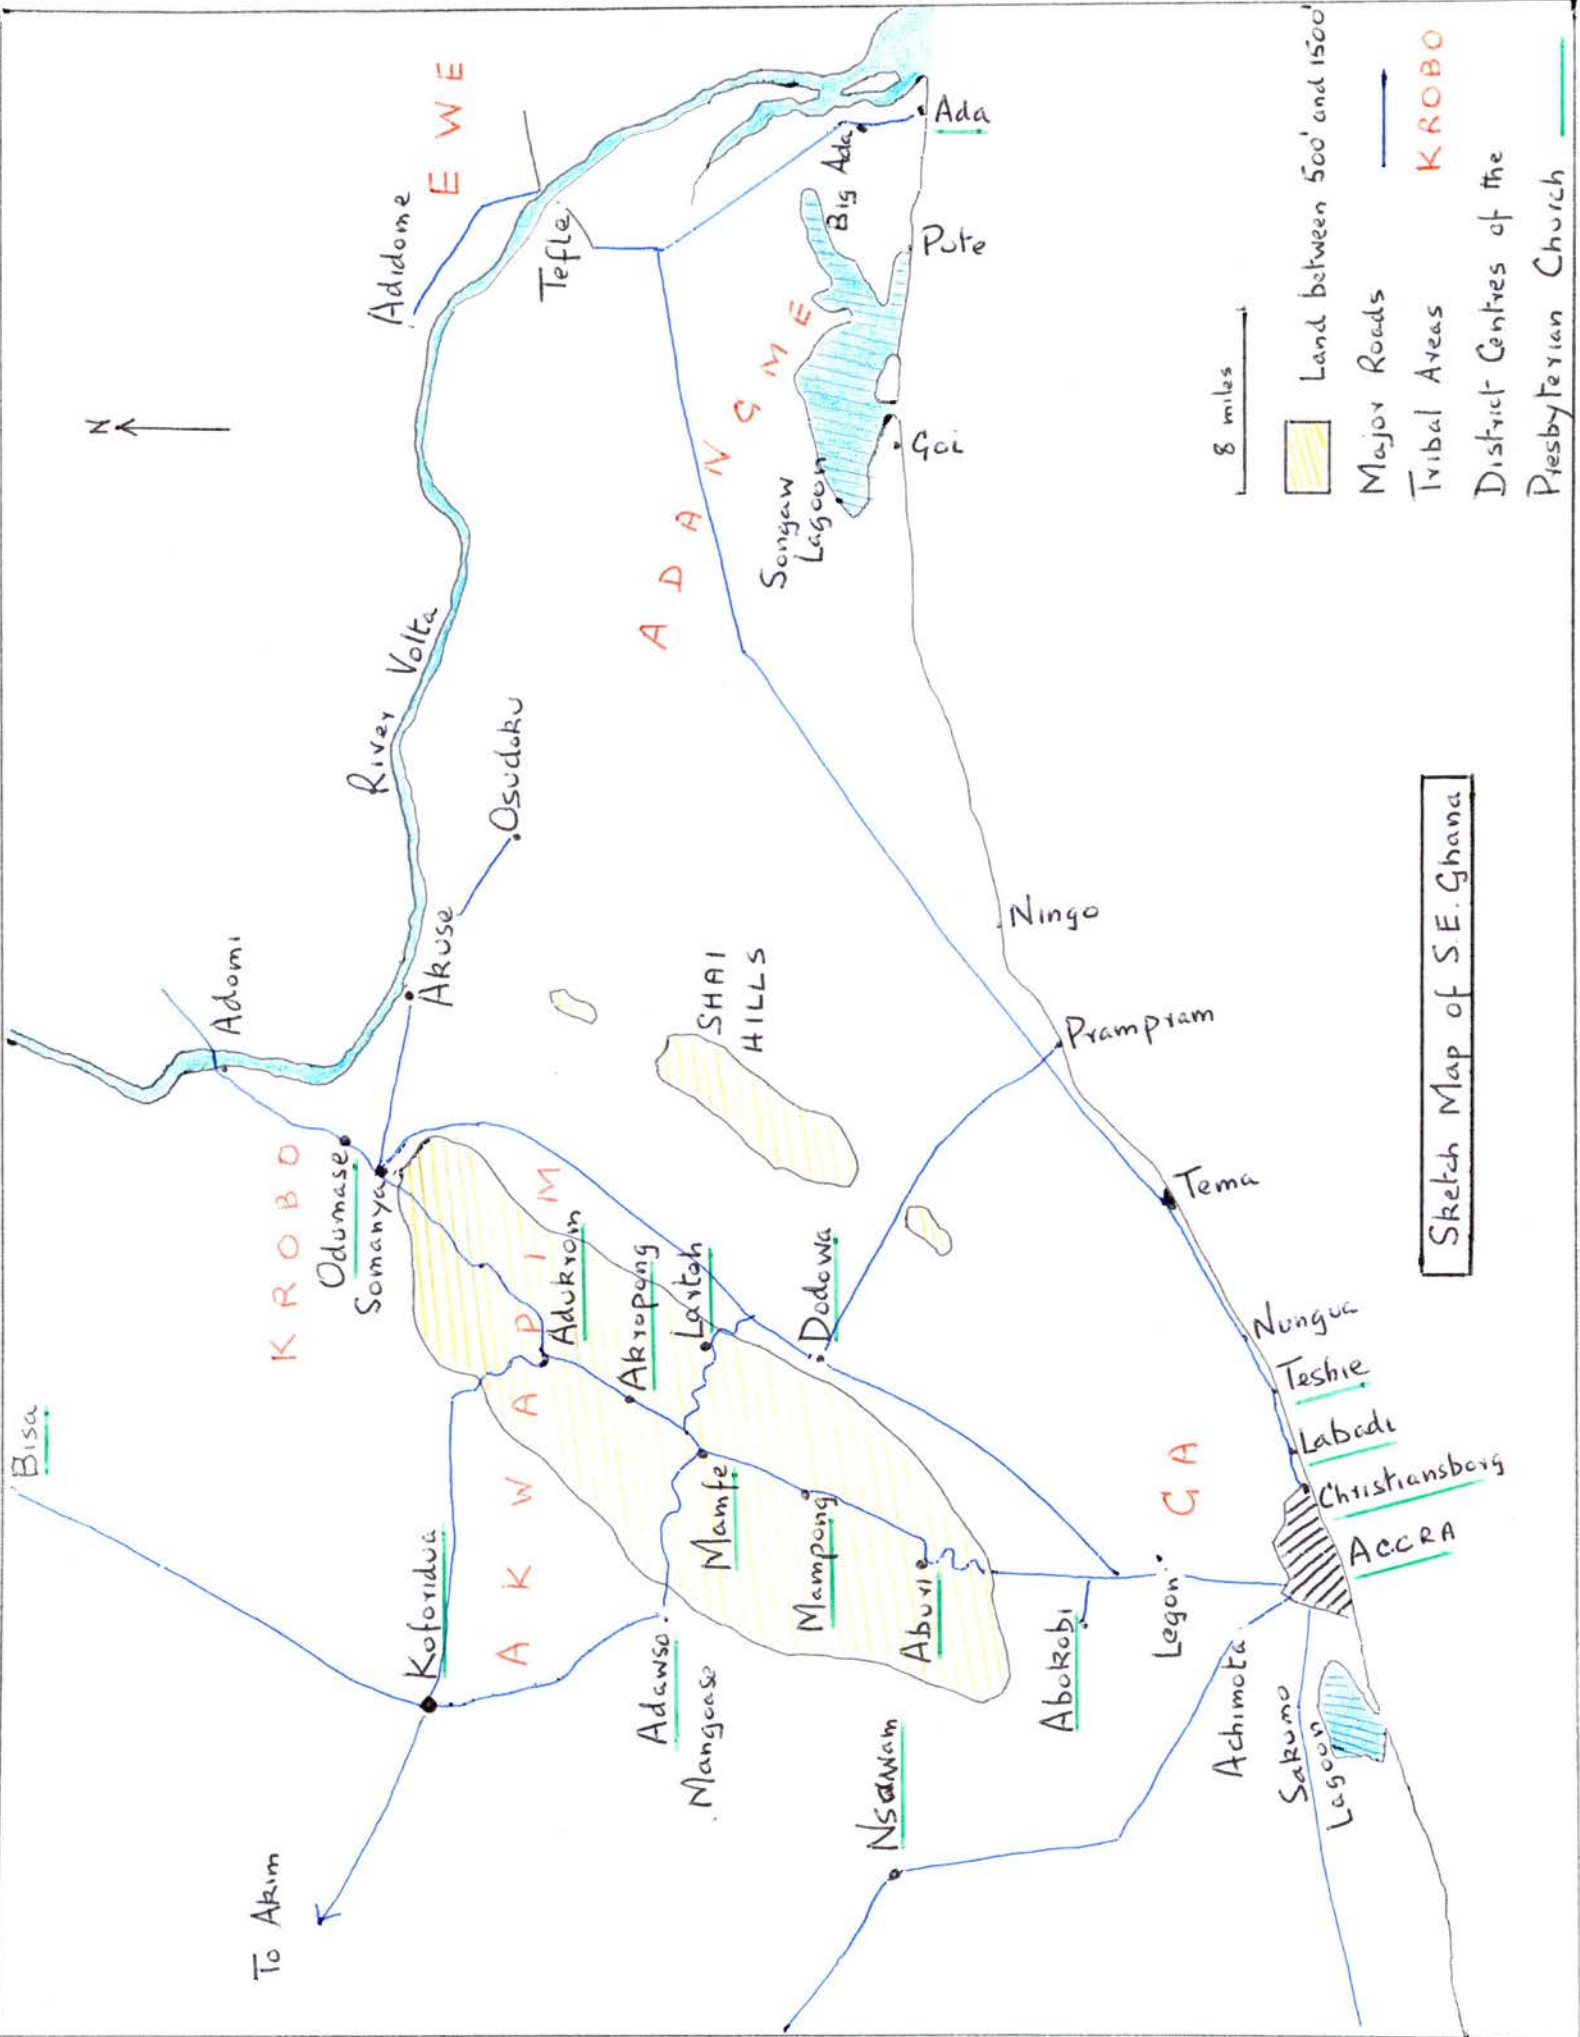 N
Bisa
To Akim
Koforidua
KROBO
Odumase
Somanya
Adomi
River Volta
Akuse
Osudoku
Adidome
EWE
Tefle
AKWAPIM
Adukrom
Akropong
Larteh
Mamfe
Mampong
Aburi
Adawso
Mangoase
Nsawam
SHAI
HILLS
Dodowa
ADANGME
Songaw
Lagoon
Big Ada
Ada
Pute
Goi
Ningo
Prampram
Tema
Nungua
Teshie
Labadi
Christiansborg
ACCRA
GA
Legon
Abokobi
Achimota
Sakumo
Lagoon
Sketch Map of S.E. Ghana
8 miles
Land between 500' and 1500'
Major Roads
Tribal Areas KROBO
District Centres of the
Presbyterian Church